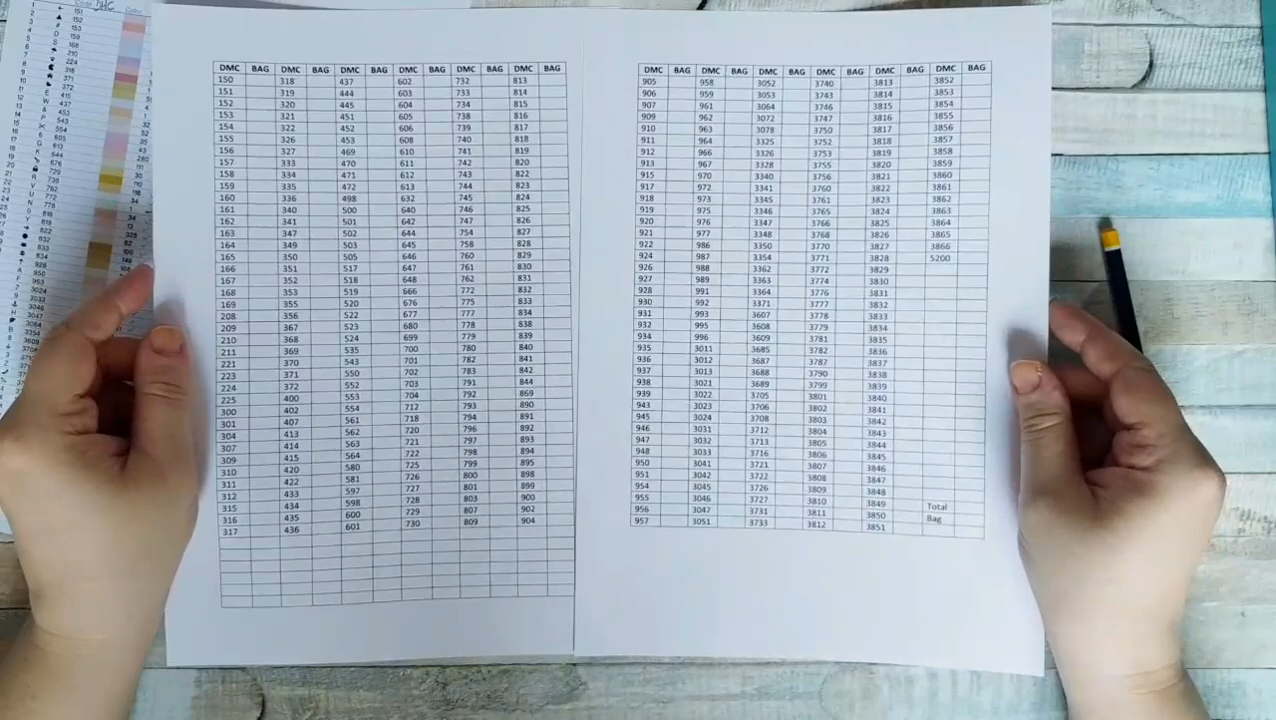 DMC BAG DMC BAG DMC BAG DMC BAG DMC BAG DMC BAG
150 318 437 602 732 813
151 319 444 603 733 814
152 320 445 604 734 815
153 321 451 605 738 816
154 322 452 606 739 817
155 326 453 608 740 818
156 327 469 610 741 819
157 333 470 611 742 820
158 334 471 612 743 822
159 335 472 613 744 823
160 336 498 632 745 824
161 340 500 640 746 825
162 341 501 642 747 826
163 347 502 644 754 827
164 349 503 645 758 828
165 350 505 646 760 829
166 351 517 647 761 830
167 352 518 648 762 831
168 353 519 666 772 832
169 355 520 676 775 833
208 356 522 677 777 834
209 367 523 680 778 838
210 368 524 699 779 839
211 369 535 700 780 840
221 370 543 701 782 841
223 371 550 702 783 842
224 372 552 703 791 844
225 400 553 704 792 869
300 402 554 712 793 890
301 407 561 718 794 891
304 413 562 720 796 892
307 414 563 721 797 893
309 415 564 722 798 894
310 420 580 725 799 895
311 422 581 726 800 898
312 433 597 727 801 899
315 434 598 728 803 900
316 435 600 729 807 902
317 436 601 730 809 904
DMC BAG DMC BAG DMC BAG DMC BAG DMC BAG DMC BAG
905 958 3052 3740 3813 3852
906 959 3053 3743 3814 3853
907 961 3064 3746 3815 3854
909 962 3072 3747 3816 3855
910 963 3078 3750 3817 3856
911 964 3325 3752 3818 3857
912 966 3326 3753 3819 3858
913 967 3328 3755 3820 3859
915 970 3340 3756 3821 3860
917 972 3341 3760 3822 3861
918 973 3345 3761 3823 3862
919 975 3346 3765 3824 3863
920 976 3347 3766 3825 3864
921 977 3348 3768 3826 3865
922 986 3350 3770 3827 3866
924 987 3354 3771 3828 5200
926 988 3362 3772 3829
927 989 3363 3774 3830
928 991 3364 3776 3831
930 992 3371 3777 3832
931 993 3607 3778 3833
932 995 3608 3779 3834
934 996 3609 3781 3835
935 3011 3685 3782 3836
936 3012 3687 3787 3837
937 3013 3688 3790 3838
938 3021 3689 3799 3839
939 3022 3705 3801 3840
943 3023 3706 3802 3841
945 3024 3708 3803 3842
946 3031 3712 3804 3843
947 3032 3713 3805 3844
948 3033 3716 3806 3845
950 3041 3721 3807 3846
951 3042 3722 3808 3847
954 3045 3726 3809 3848
955 3046 3727 3810 3849 Total
956 3047 3731 3811 3850 Bag
957 3051 3733 3812 3851